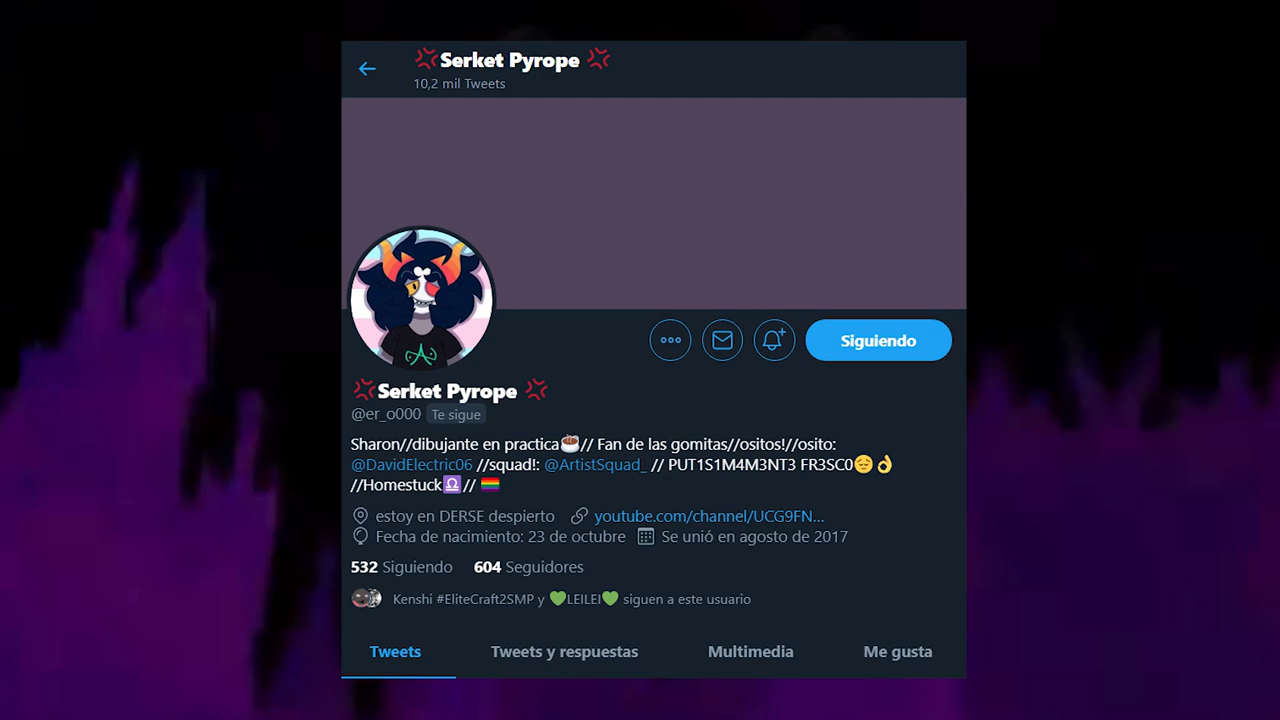 💢Serket Pyrope 💢
10,2 mil Tweets
Siguiendo
💢Serket Pyrope 💢
@er_o000 Te sigue
Sharon//dibujante en practica☕// Fan de las gomitas//ositos!//osito:
@DavidElectric06 //squad!: @ArtistSquad_ // PUT1S1M4M3NT3 FR3SC0😌👌
//Homestuck♎// 🏳️‍🌈
estoy en DERSE despierto youtube.com/channel/UCG9FN...
Fecha de nacimiento: 23 de octubre Se unió en agosto de 2017
532 Siguiendo 604 Seguidores
Kenshi #EliteCraft2SMP y 💚LEILEI💚 siguen a este usuario
Tweets Tweets y respuestas Multimedia Me gusta